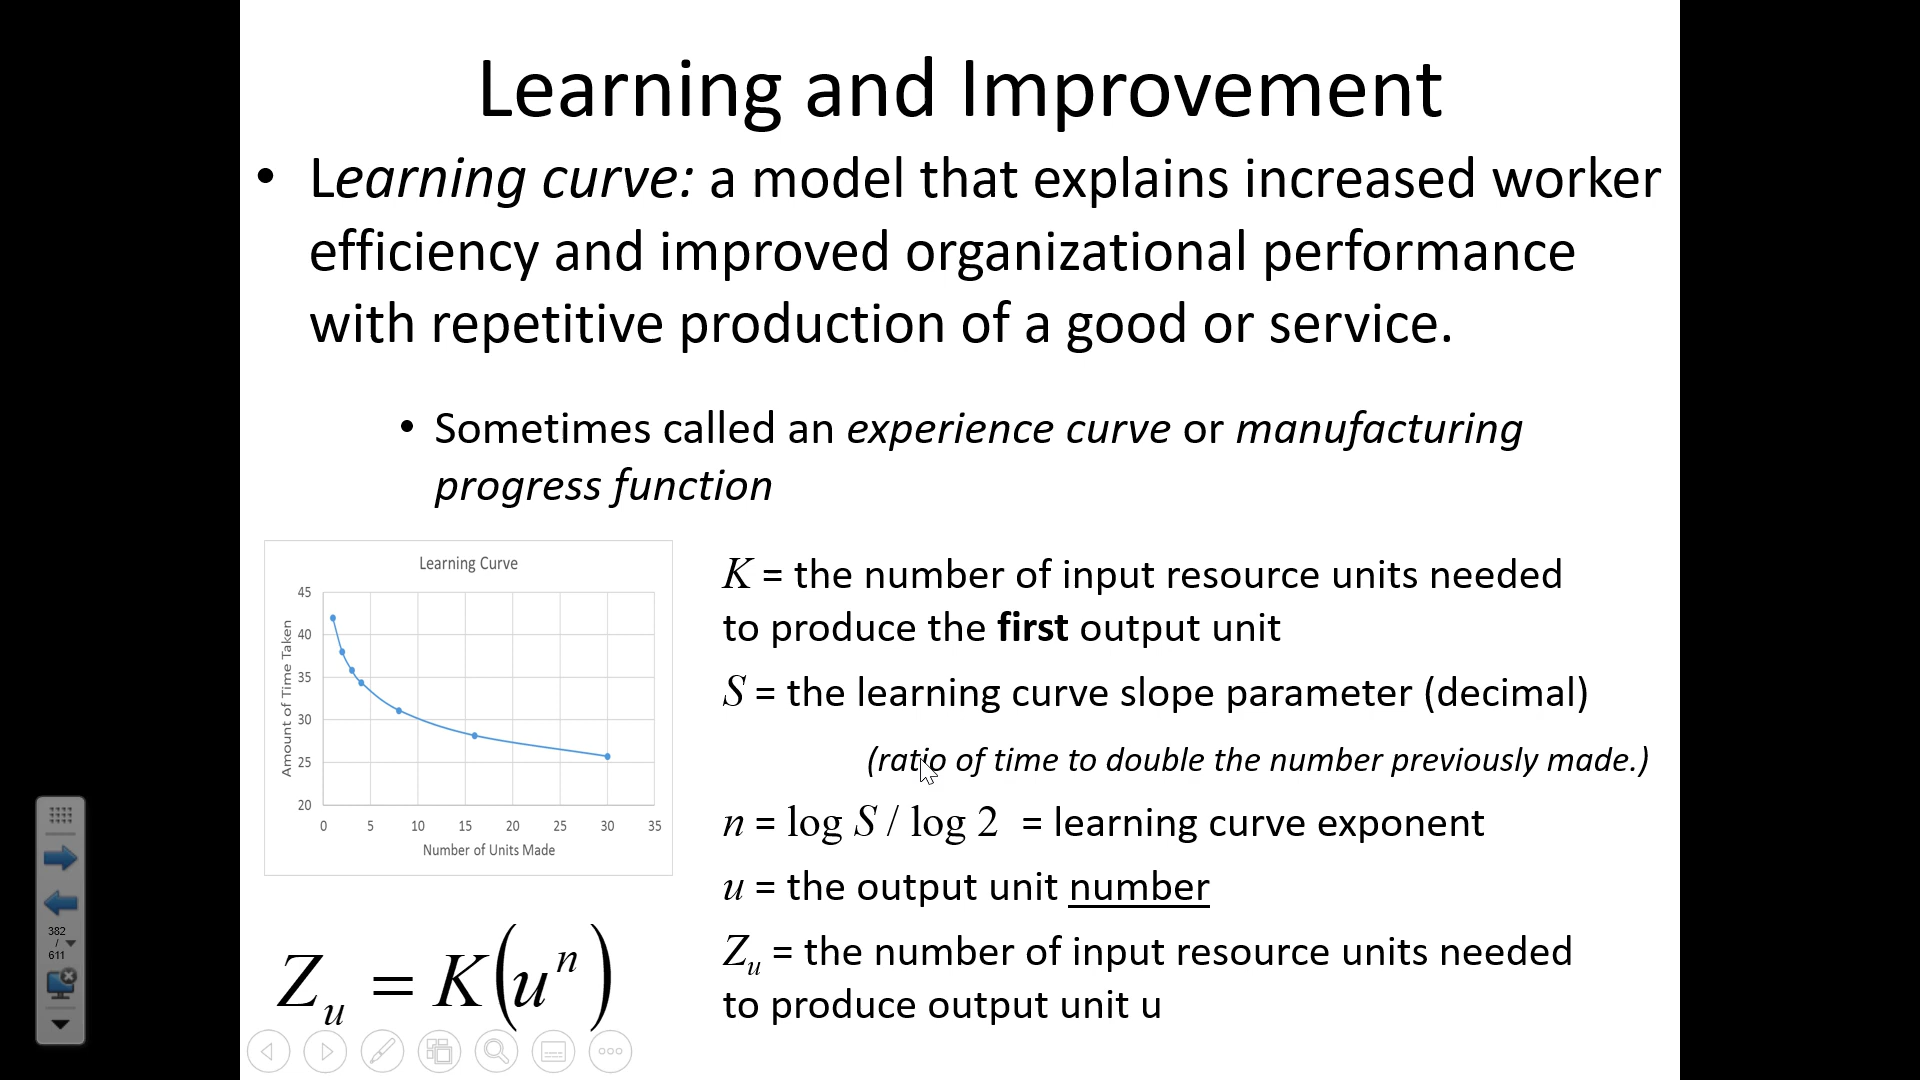 Learning and Improvement
• Learning curve: a model that explains increased worker
efficiency and improved organizational performance
with repetitive production of a good or service.
• Sometimes called an experience curve or manufacturing
progress function
Learning Curve
Amount of Time Taken
45
40
35
30
25
20
0 5 10 15 20 25 30 35
Number of Units Made
Z_u = K(u^n)
K = the number of input resource units needed
to produce the first output unit
S = the learning curve slope parameter (decimal)
(ratio of time to double the number previously made.)
n = log S / log 2 = learning curve exponent
u = the output unit number
Z_u = the number of input resource units needed
to produce output unit u
382
/
611